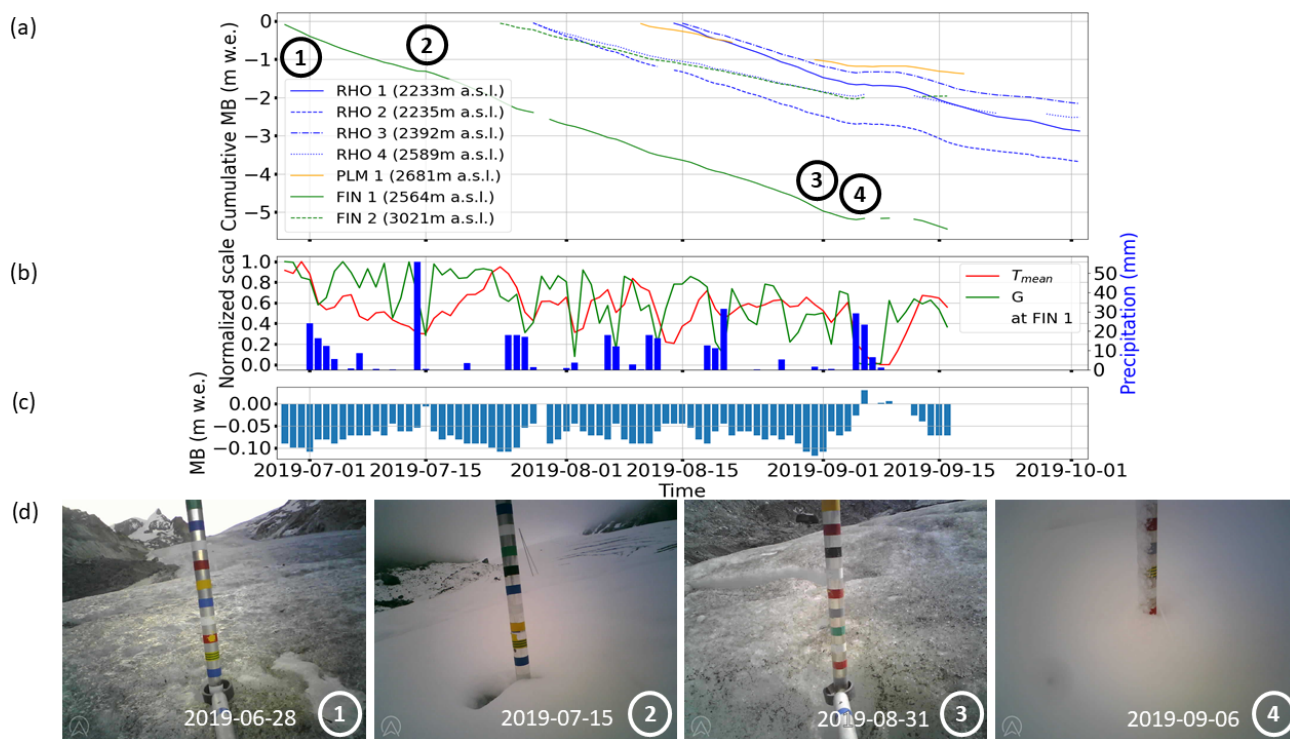 (a)
Cumulative MB (m w.e.)
0
−1
−2
−3
−4
−5
1
2
3
4
RHO 1 (2233m a.s.l.)
RHO 2 (2235m a.s.l.)
RHO 3 (2392m a.s.l.)
RHO 4 (2589m a.s.l.)
PLM 1 (2681m a.s.l.)
FIN 1 (2564m a.s.l.)
FIN 2 (3021m a.s.l.)
(b)
Normalized scale
1.0
0.8
0.6
0.4
0.2
0.0
T_mean
G
at FIN 1
50
40
30
20
10
0
Precipitation (mm)
(c)
MB (m w.e.)
0.00
−0.05
−0.10
2019-07-01 2019-07-15 2019-08-01 2019-08-15 2019-09-01 2019-09-15 2019-10-01
Time
(d)
2019-06-28 1
2019-07-15 2
2019-08-31 3
2019-09-06 4